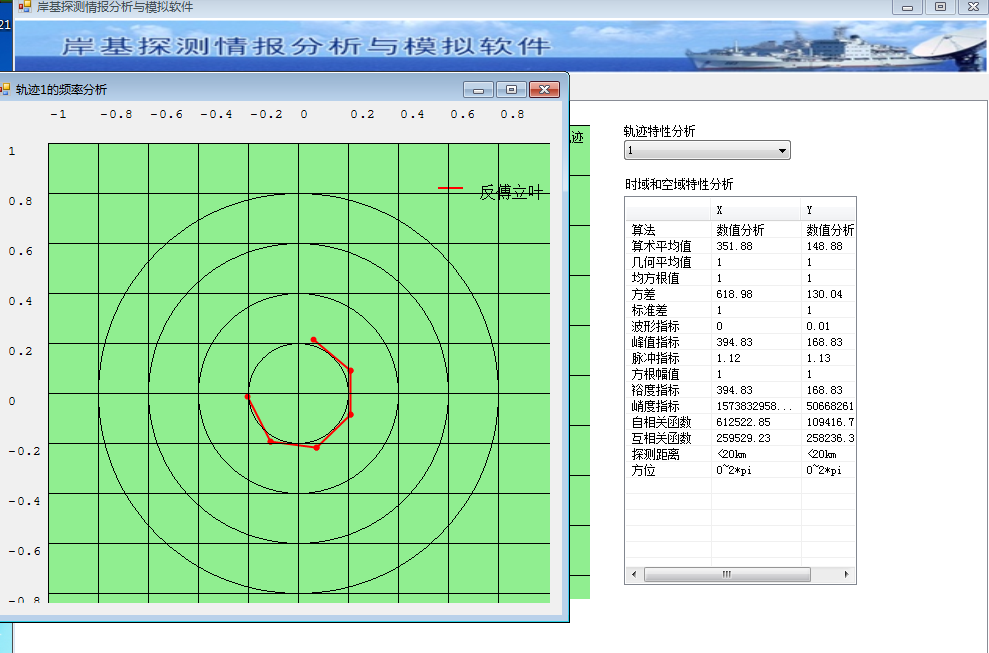 岸基探测情报分析与模拟软件
21
岸基探测情报分析与模拟软件
轨迹1的频率分析
-1 -0.8 -0.6 -0.4 -0.2 0 0.2 0.4 0.6 0.8
1
0.8
0.6
0.4
0.2
0
-0.2
-0.4
-0.6
-0.8
反傅立叶
迹
轨迹特性分析
1
时域和空域特性分析
X Y
算法 数值分析 数值分析
算术平均值 351.88 148.88
几何平均值 1 1
均方根值 1 1
方差 618.98 130.04
标准差 1 1
波形指标 0 0.01
峰值指标 394.83 168.83
脉冲指标 1.12 1.13
方根幅值 1 1
裕度指标 394.83 168.83
峭度指标 1573832958... 50668261
自相关函数 612522.85 109416.7
互相关函数 259529.23 258236.3
探测距离 <20km <20km
方位 0~2*pi 0~2*pi